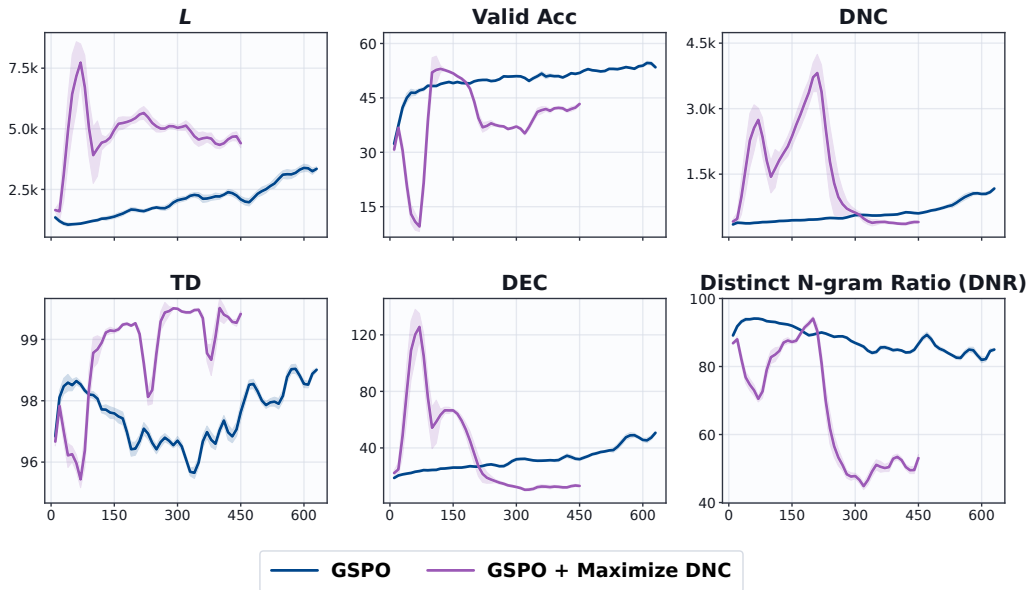 L
7.5k
5.0k
2.5k
Valid Acc
60
45
30
15
DNC
4.5k
3.0k
1.5k
TD
99
98
96
0 150 300 450 600
DEC
120
80
40
0 150 300 450 600
Distinct N-gram Ratio (DNR)
100
80
60
40
0 150 300 450 600
GSPO
GSPO + Maximize DNC